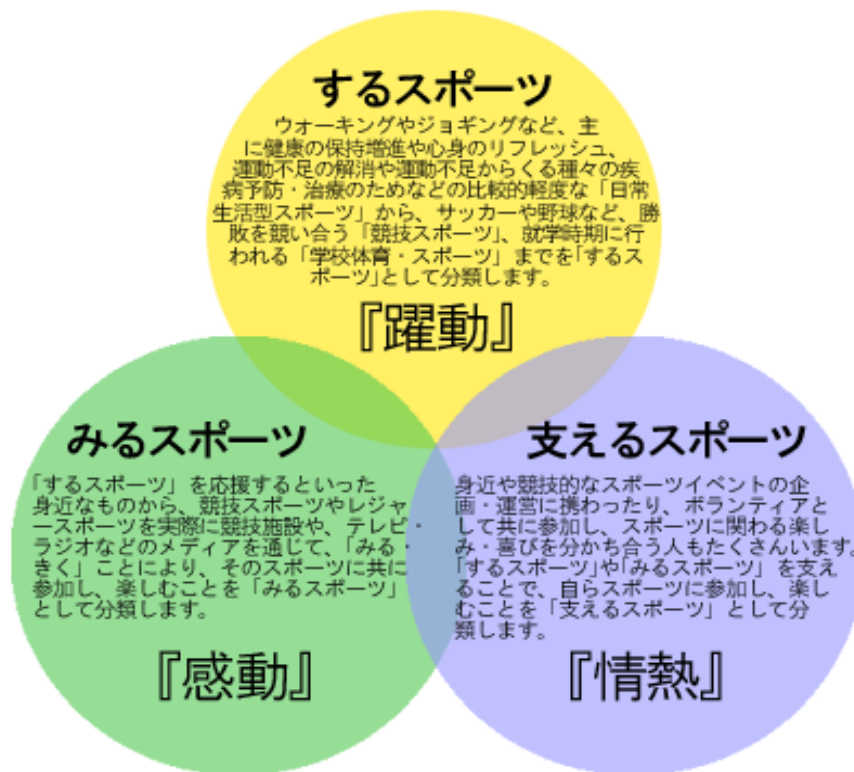 するスポーツ
ウォーキングやジョギングなど、主
に健康の保持増進や心身のリフレッシュ、
運動不足の解消や運動不足からくる種々の疾
病予防・治療のためなどの比較的軽度な「日常
生活型スポーツ」から、サッカーや野球など、勝
敗を競い合う「競技スポーツ」、就学時期に行
われる「学校体育・スポーツ」までを「するス
ポーツ」として分類します。
『躍動』
みるスポーツ
「するスポーツ」を応援するといった
身近なものから、競技スポーツやレジャ
ースポーツを実際に競技施設や、テレビ・
ラジオなどのメディアを通じて、「みる・
きく」ことにより、そのスポーツに共に
参加し、楽しむことを「みるスポーツ」
として分類します。
『感動』
支えるスポーツ
身近や競技的なスポーツイベントの企
画・運営に携わったり、ボランティアと
して共に参加し、スポーツに関わる楽し
み・喜びを分かち合う人もたくさんいます。
「するスポーツ」や「みるスポーツ」を支え
ることで、自らスポーツに参加し、楽し
むことを「支えるスポーツ」として分
類します。
『情熱』